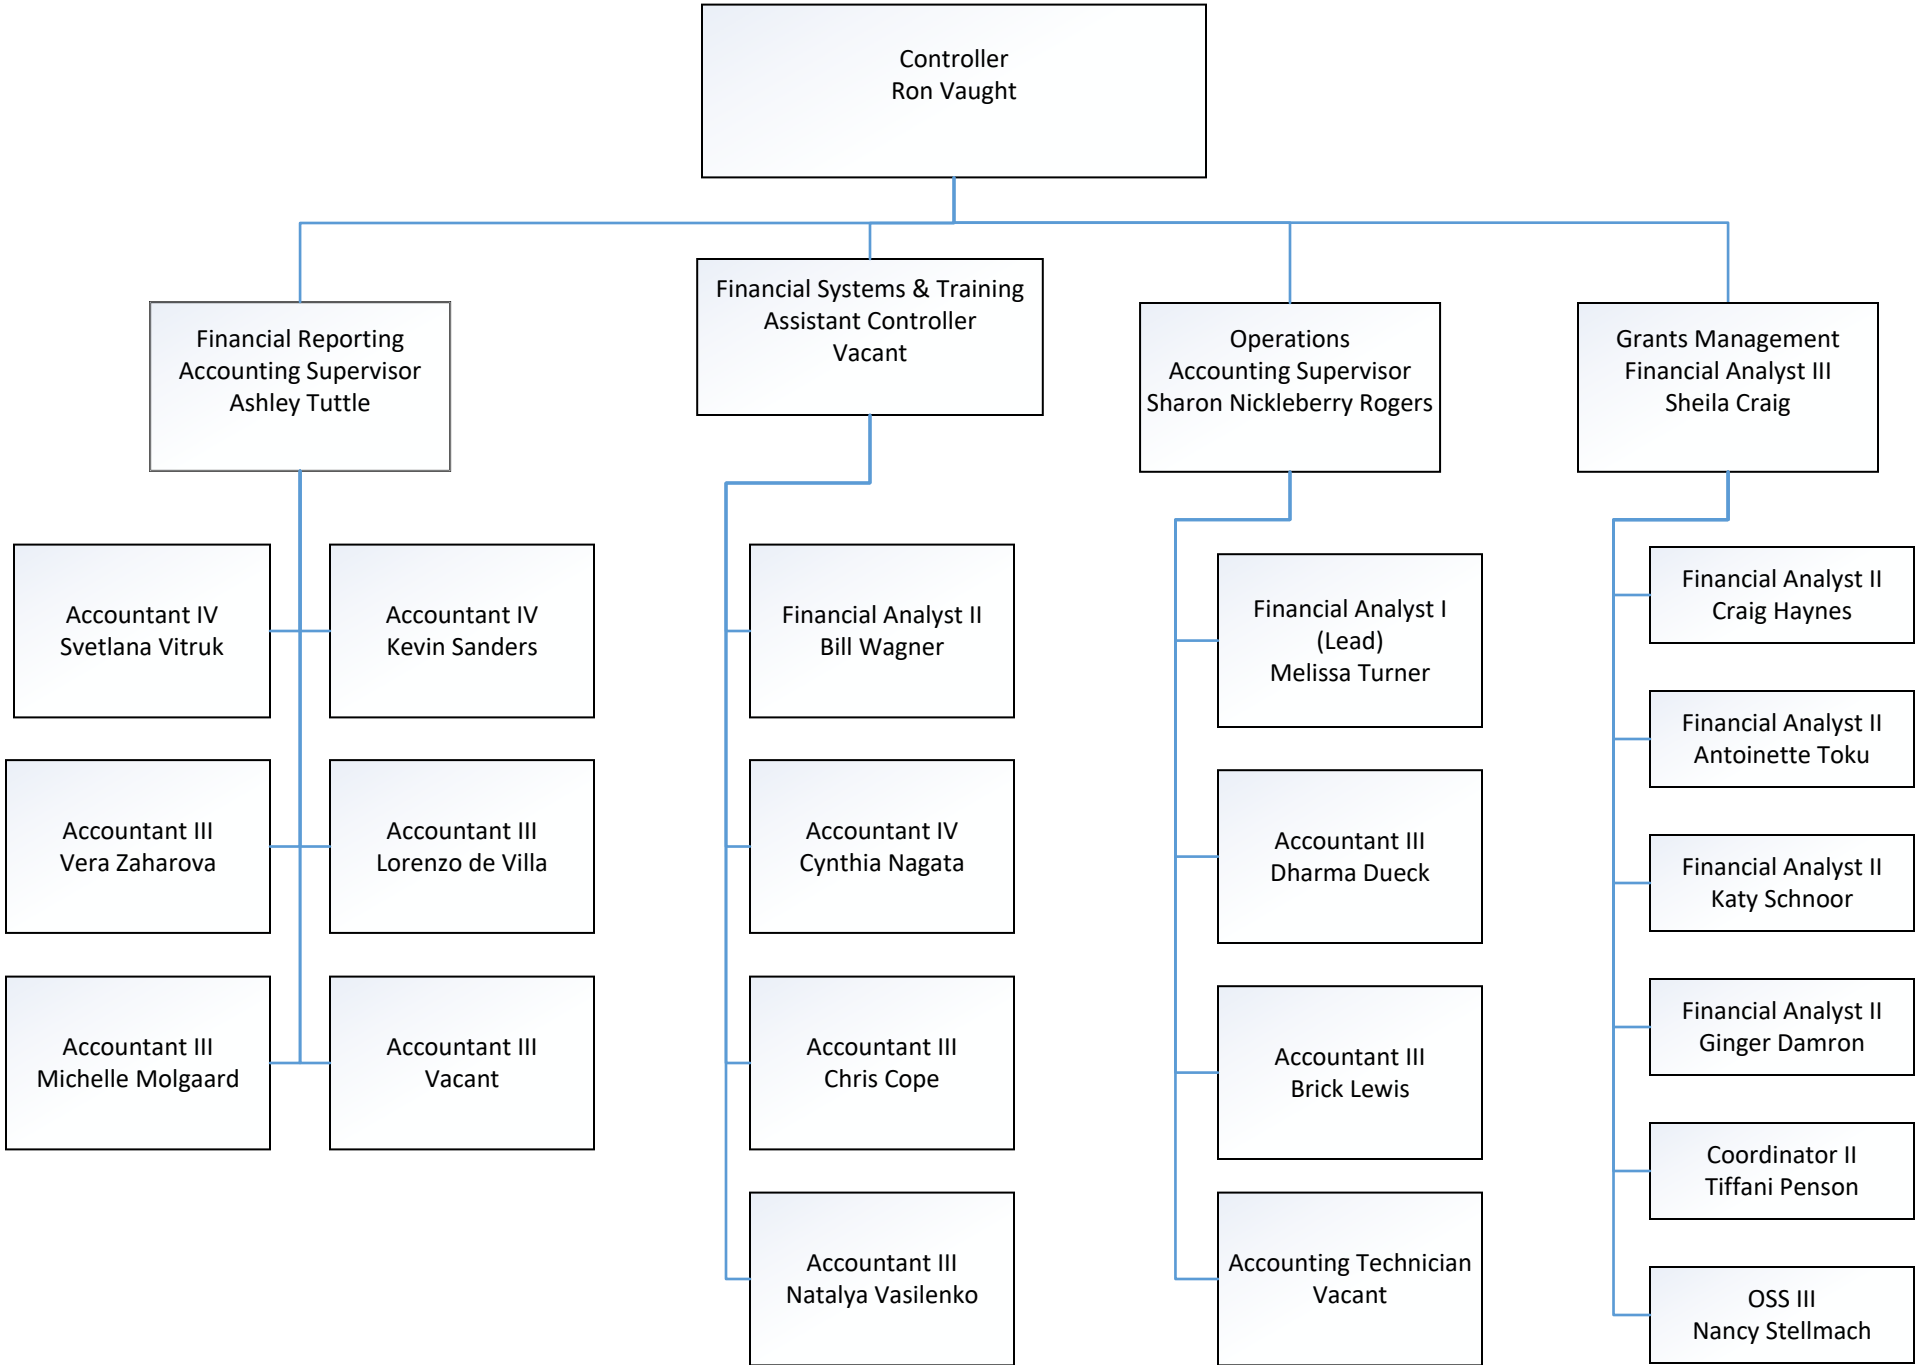 Controller
Ron Vaught
Financial Reporting
Accounting Supervisor
Ashley Tuttle
Financial Systems & Training
Assistant Controller
Vacant
Operations
Accounting Supervisor
Sharon Nickleberry Rogers
Grants Management
Financial Analyst III
Sheila Craig
Accountant IV
Svetlana Vitruk
Accountant IV
Kevin Sanders
Accountant III
Vera Zaharova
Accountant III
Lorenzo de Villa
Accountant III
Michelle Molgaard
Accountant III
Vacant
Financial Analyst II
Bill Wagner
Accountant IV
Cynthia Nagata
Accountant III
Chris Cope
Accountant III
Natalya Vasilenko
Financial Analyst I
(Lead)
Melissa Turner
Accountant III
Dharma Dueck
Accountant III
Brick Lewis
Accounting Technician
Vacant
Financial Analyst II
Craig Haynes
Financial Analyst II
Antoinette Toku
Financial Analyst II
Katy Schnoor
Financial Analyst II
Ginger Damron
Coordinator II
Tiffani Penson
OSS III
Nancy Stellmach